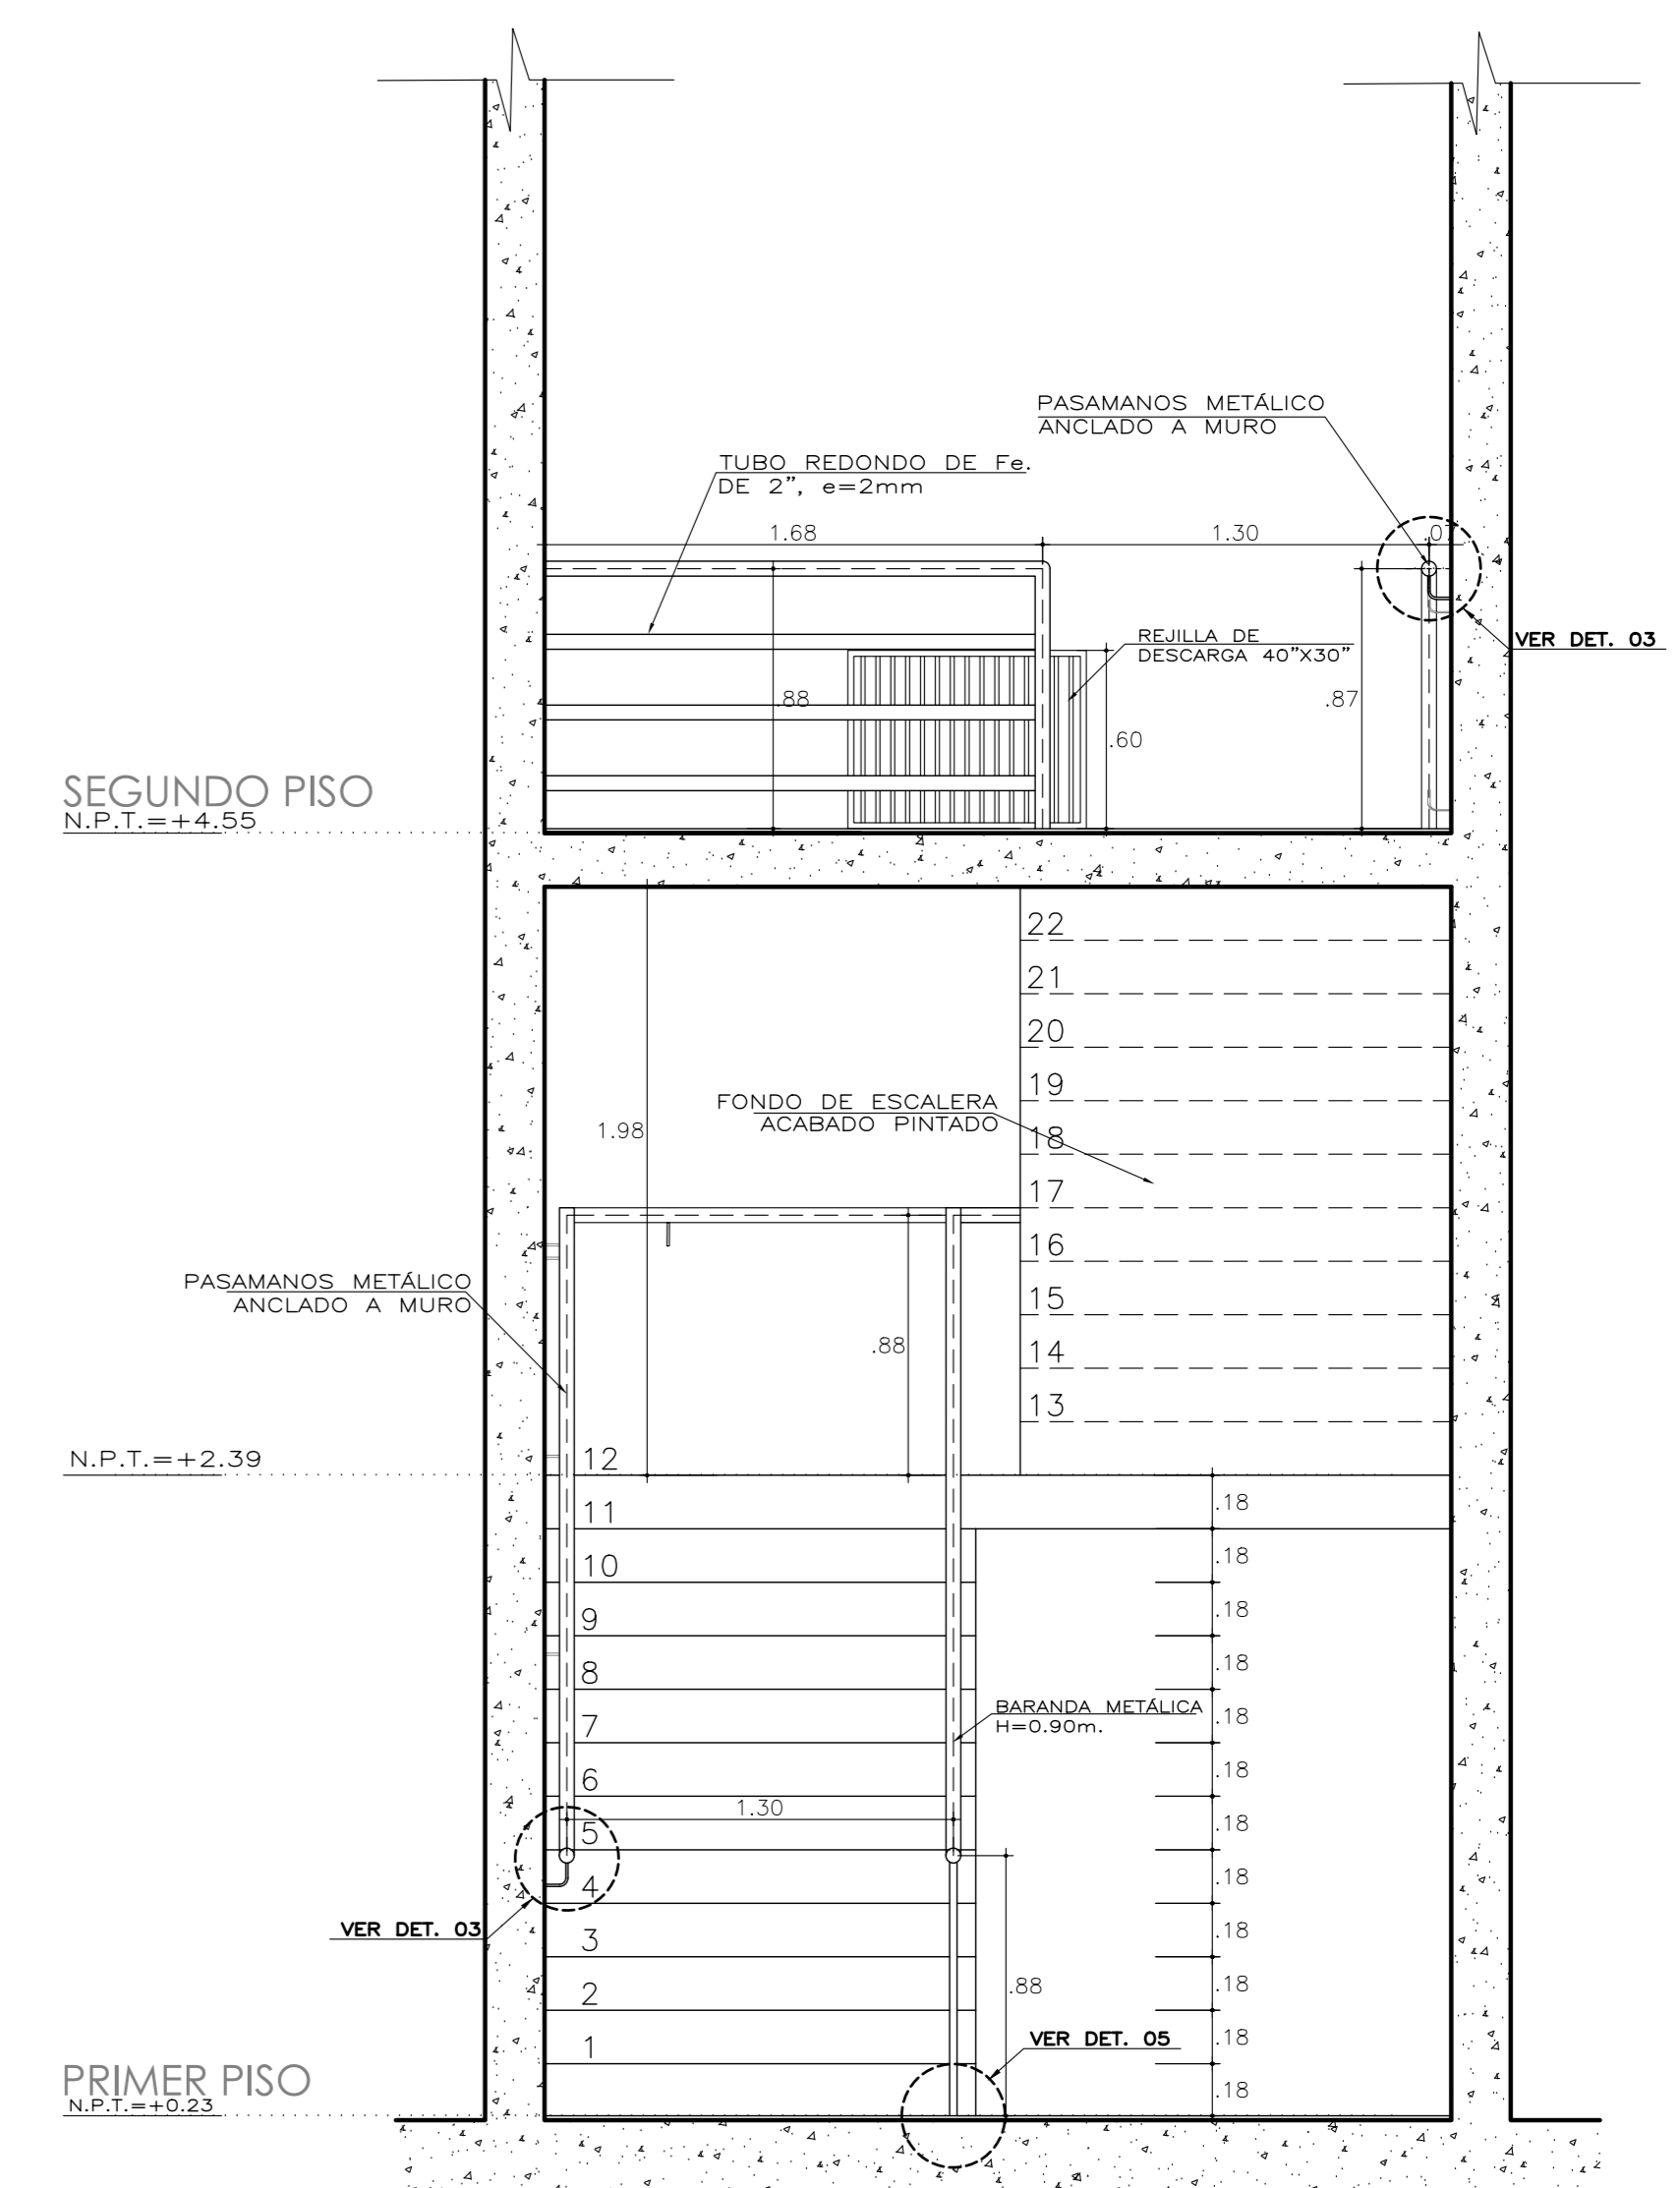 PASAMANOS METÁLICO
ANCLADO A MURO
TUBO REDONDO DE Fe.
DE 2”, e=2mm
1.68
1.30
.07
REJILLA DE
DESCARGA 40”X30”
VER DET. 03
.88
.87
.60
SEGUNDO PISO
N.P.T.=+4.55
22
21
20
19
FONDO DE ESCALERA
ACABADO PINTADO
1.98
18
17
16
PASAMANOS METÁLICO
ANCLADO A MURO
15
.88
14
13
N.P.T.=+2.39
12
11
.18
10
.18
9
.18
8
.18
BARANDA METÁLICA
H=0.90m.
7
.18
6
.18
1.30
5
.18
4
.18
VER DET. 03
3
.18
2
.18
.88
1
VER DET. 05
.18
PRIMER PISO
N.P.T.=+0.23
.18